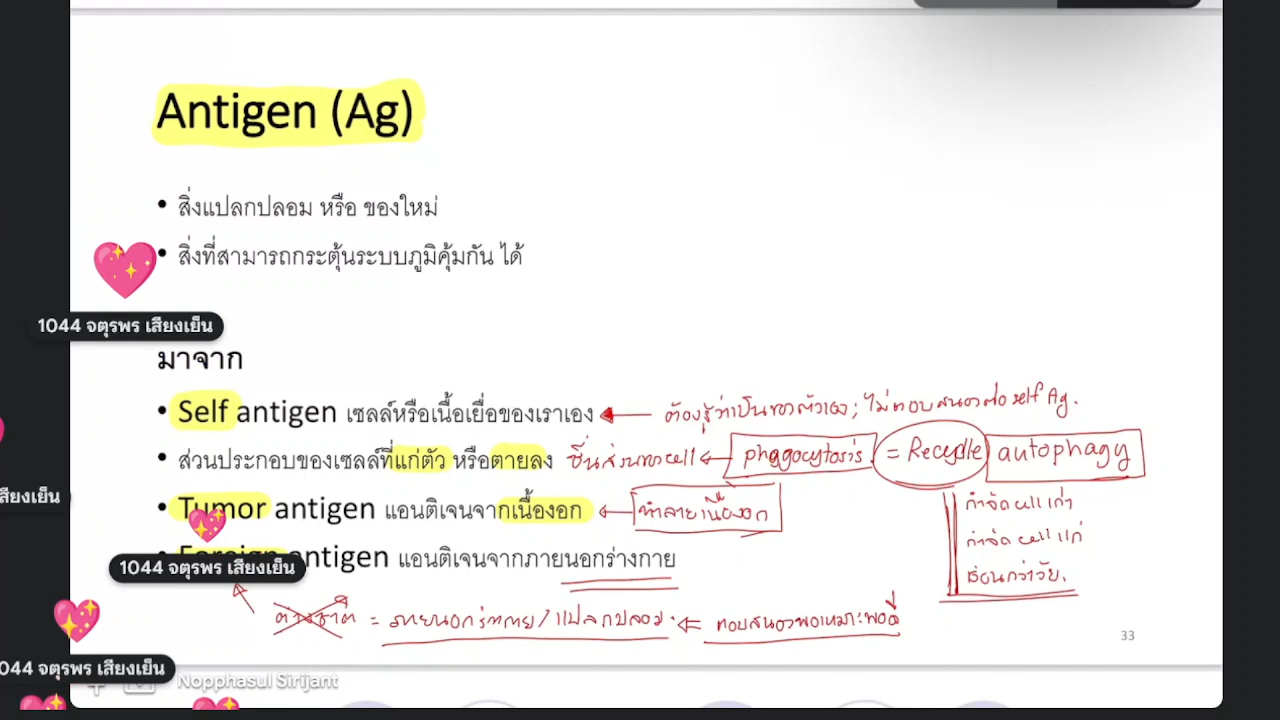 Antigen (Ag)
• สิ่งแปลกปลอม หรือ ของใหม่
• สิ่งที่สามารถกระตุ้นระบบภูมิคุ้มกัน ได้
1044 จตุรพร เสียงเย็น
มาจาก
• Self antigen เซลล์หรือเนื้อเยื่อของเราเอง ต้องรู้ว่าเป็นของตัวเอง; ไม่ตอบสนองต่อ self Ag.
• ส่วนประกอบของเซลล์ที่แก่ตัว หรือตายลง ชิ้นส่วนของ cell phagocytosis = Recycle autophagy
เสียงเย็น
• Tumor antigen แอนติเจนจากเนื้องอก ทำลายเนื้องอก
กำจัด cell เก่า
กำจัด cell แก่
อ่อนกว่าวัย.
• Foreign antigen แอนติเจนจากภายนอกร่างกาย
1044 จตุรพร เสียงเย็น
= ภายนอกร่างกาย/แปลกปลอม ตอบสนองพอเหมาะพอดี
33
044 จตุรพร เสียงเย็น
Nopphasul Sirijant